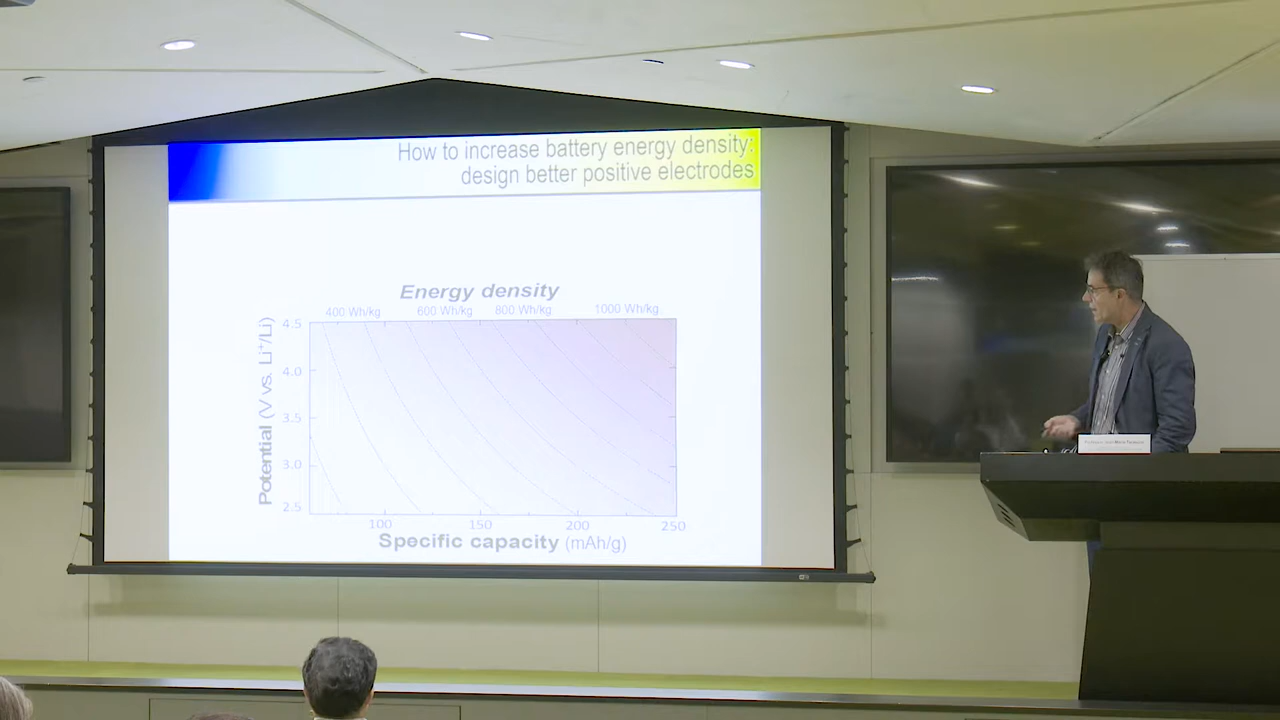 How to increase battery energy density:
design better positive electrodes
Energy density
400 Wh/kg 600 Wh/kg 800 Wh/kg 1000 Wh/kg
Potential (V vs. Li⁺/Li)
4.5
4.0
3.5
3.0
2.5
100 150 200 250
Specific capacity (mAh/g)